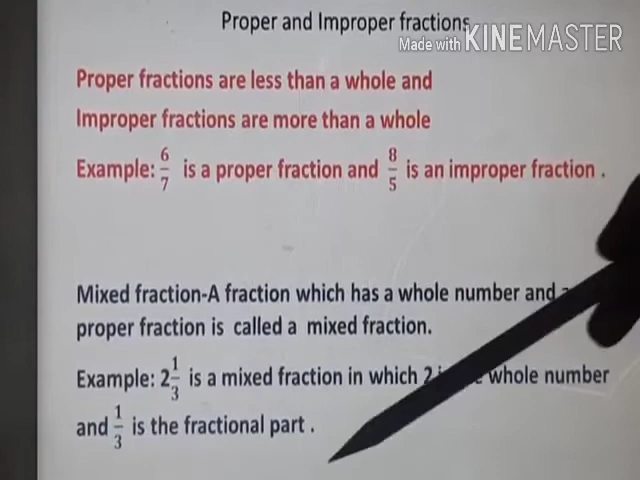 Proper and Improper fractions
Made with KINEMASTER
Proper fractions are less than a whole and
Improper fractions are more than a whole
Example: 6/7 is a proper fraction and 8/5 is an improper fraction .
Mixed fraction-A fraction which has a whole number and
proper fraction is called a mixed fraction.
Example: 2 1/3 is a mixed fraction in which 2 whole number
and 1/3 is the fractional part .